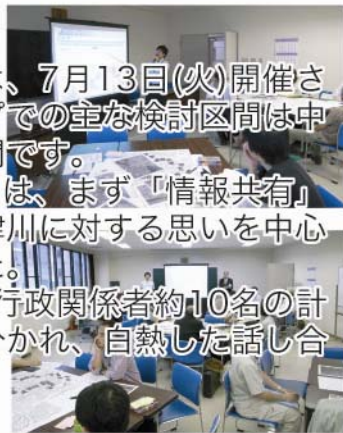 、7月13日(火)開催さ
での主な検討区間は中
間です。
は、まず「情報共有」
津川に対する思いを中心
。
行政関係者約10名の計
かれ、白熱した話し合